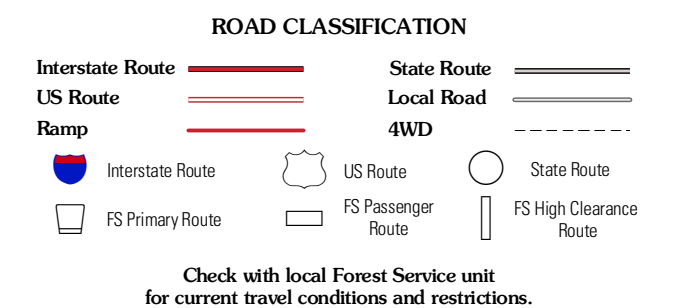 ROAD CLASSIFICATION
Interstate Route
State Route
US Route
Local Road
Ramp
4WD
Interstate Route
US Route
State Route
FS Primary Route
FS Passenger
Route
FS High Clearance
Route
Check with local Forest Service unit
for current travel conditions and restrictions.